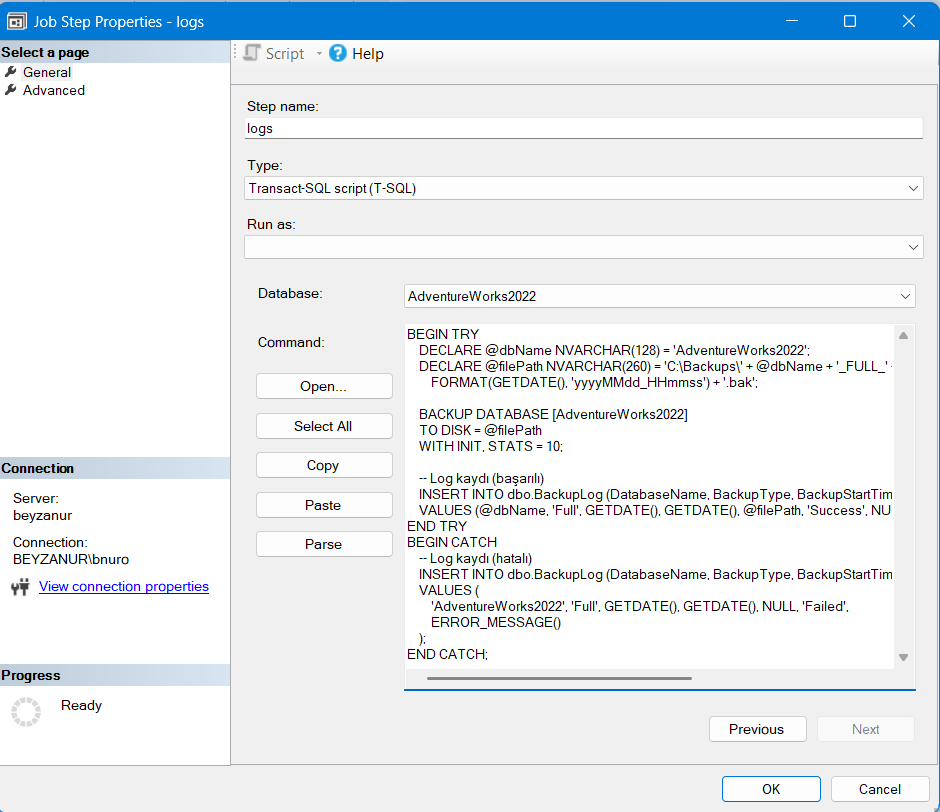 Job Step Properties - logs
Select a page
General
Advanced
Script
Help
Step name:
logs
Type:
Transact-SQL script (T-SQL)
Run as:
Database:
AdventureWorks2022
Command:
Open...
Select All
Copy
Paste
Parse
BEGIN TRY
DECLARE @dbName NVARCHAR(128) = 'AdventureWorks2022';
DECLARE @filePath NVARCHAR(260) = 'C:\Backups\' + @dbName + '_FULL_' +
FORMAT(GETDATE(), 'yyyyMMdd_HHmmss') + '.bak';
BACKUP DATABASE [AdventureWorks2022]
TO DISK = @filePath
WITH INIT, STATS = 10;
-- Log kaydı (başarılı)
INSERT INTO dbo.BackupLog (DatabaseName, BackupType, BackupStartTim
VALUES (@dbName, 'Full', GETDATE(), GETDATE(), @filePath, 'Success', NU
END TRY
BEGIN CATCH
-- Log kaydı (hatalı)
INSERT INTO dbo.BackupLog (DatabaseName, BackupType, BackupStartTim
VALUES (
'AdventureWorks2022', 'Full', GETDATE(), GETDATE(), NULL, 'Failed',
ERROR_MESSAGE()
);
END CATCH;
Connection
Server:
beyzanur
Connection:
BEYZANUR\bnuro
View connection properties
Progress
Ready
Previous
Next
OK
Cancel